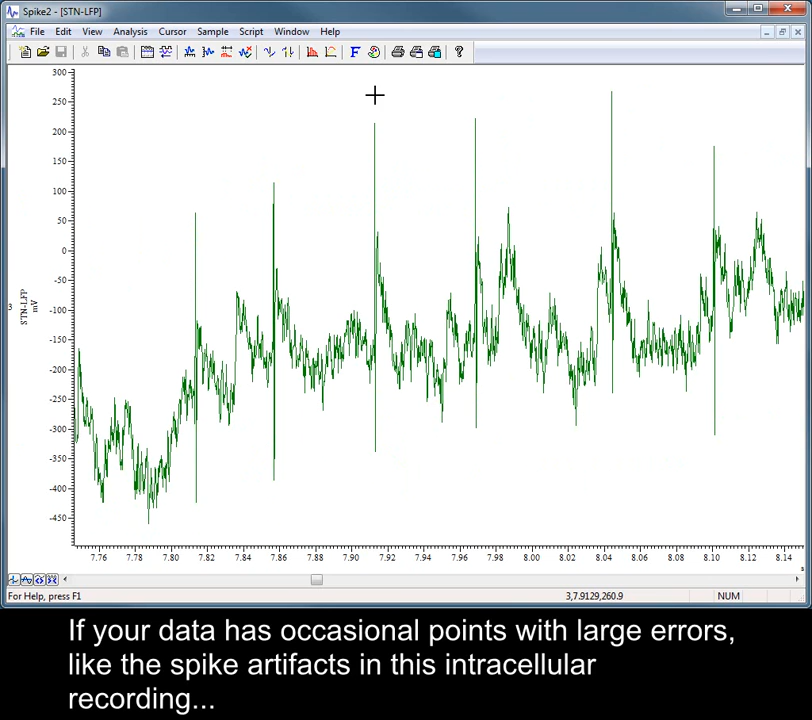 Spike2 - [STN-LFP]
File Edit View Analysis Cursor Sample Script Window Help
F ?
300
250
200
150
100
50
0
-50
-100
-150
-200
-250
-300
-350
-400
-450
3
STN-LFP
mV
7.76 7.78 7.80 7.82 7.84 7.86 7.88 7.90 7.92 7.94 7.96 7.98 8.00 8.02 8.04 8.06 8.08 8.10 8.12 8.14
s
For Help, press F1 3,7.9129,260.9 NUM
If your data has occasional points with large errors,
like the spike artifacts in this intracellular
recording...